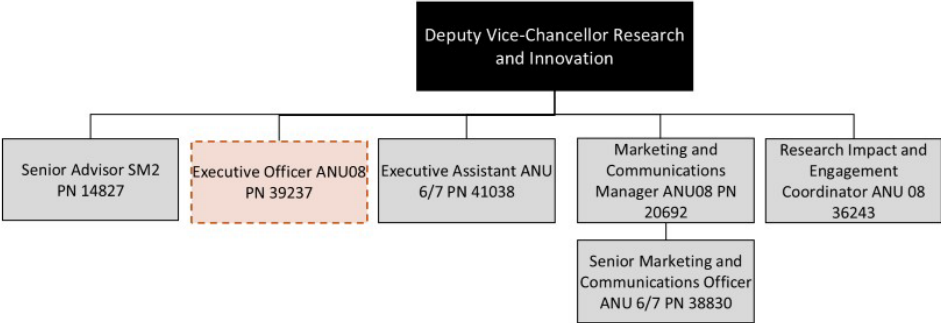 Deputy Vice-Chancellor Research
and Innovation
Senior Advisor SM2
PN 14827
Executive Officer ANU08
PN 39237
Executive Assistant ANU
6/7 PN 41038
Marketing and
Communications
Manager ANU08 PN
20692
Research Impact and
Engagement
Coordinator ANU 08
36243
Senior Marketing and
Communications Officer
ANU 6/7 PN 38830